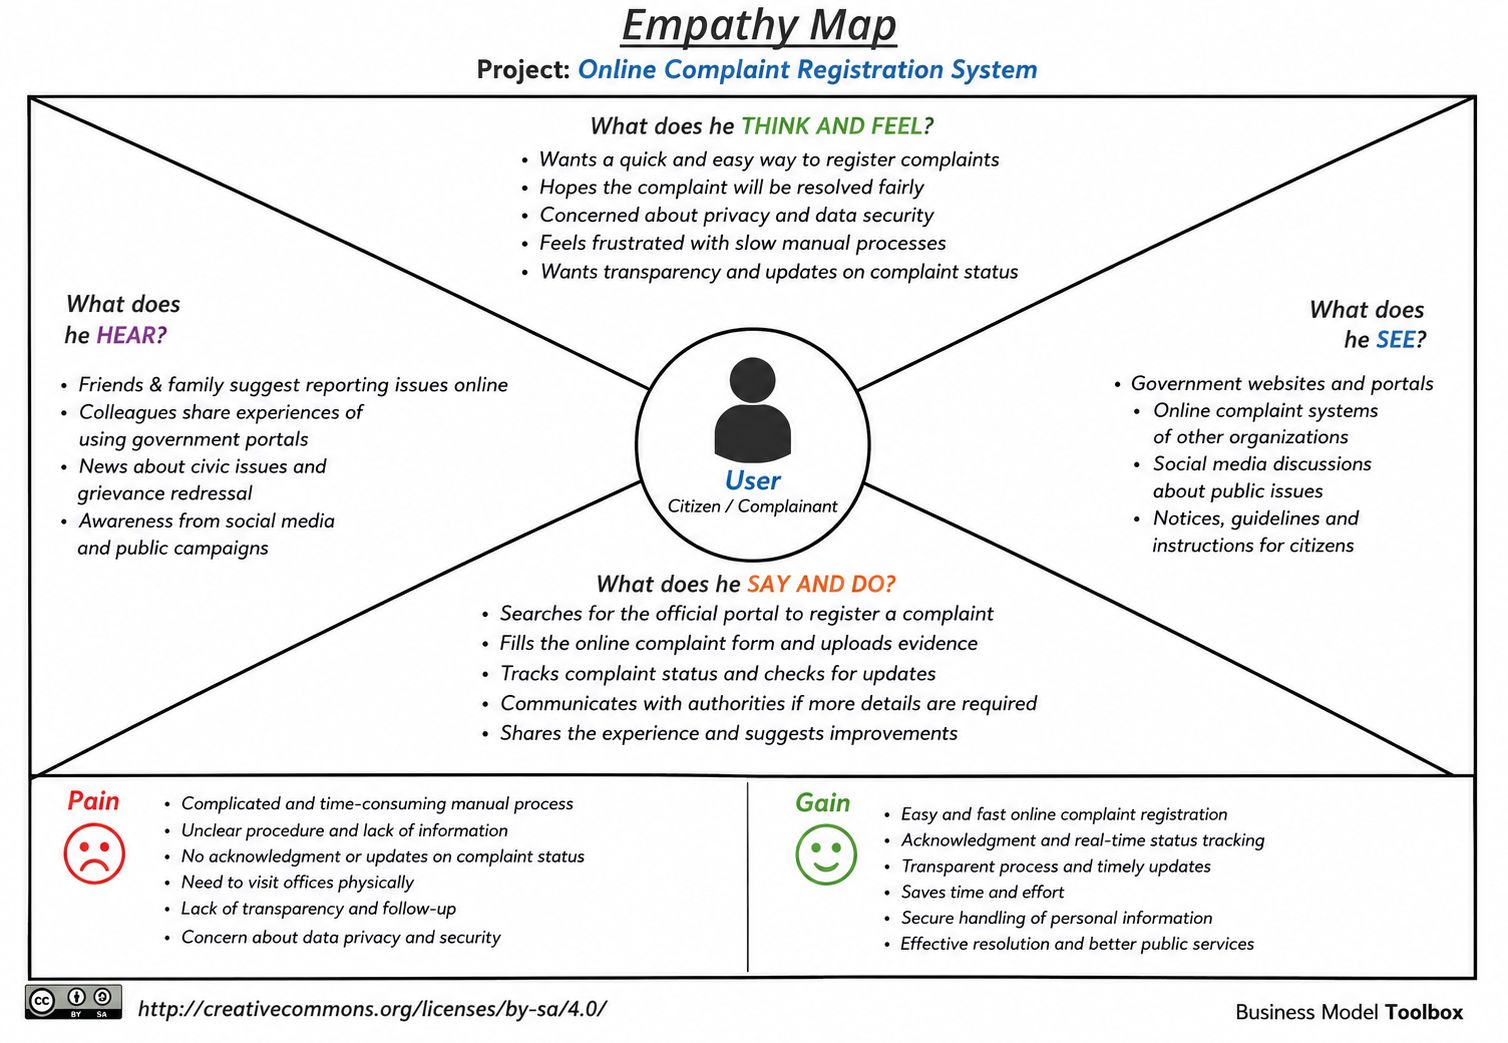 Empathy Map
Project: Online Complaint Registration System
What does he THINK AND FEEL?
• Wants a quick and easy way to register complaints
• Hopes the complaint will be resolved fairly
• Concerned about privacy and data security
• Feels frustrated with slow manual processes
• Wants transparency and updates on complaint status
What does
he HEAR?
• Friends & family suggest reporting issues online
• Colleagues share experiences of
using government portals
• News about civic issues and
grievance redressal
• Awareness from social media
and public campaigns
User
Citizen / Complainant
What does
he SEE?
• Government websites and portals
• Online complaint systems
of other organizations
• Social media discussions
about public issues
• Notices, guidelines and
instructions for citizens
What does he SAY AND DO?
• Searches for the official portal to register a complaint
• Fills the online complaint form and uploads evidence
• Tracks complaint status and checks for updates
• Communicates with authorities if more details are required
• Shares the experience and suggests improvements
Pain
• Complicated and time-consuming manual process
• Unclear procedure and lack of information
• No acknowledgment or updates on complaint status
• Need to visit offices physically
• Lack of transparency and follow-up
• Concern about data privacy and security
Gain
• Easy and fast online complaint registration
• Acknowledgment and real-time status tracking
• Transparent process and timely updates
• Saves time and effort
• Secure handling of personal information
• Effective resolution and better public services
cc BY SA
http://creativecommons.org/licenses/by-sa/4.0/
Business Model Toolbox